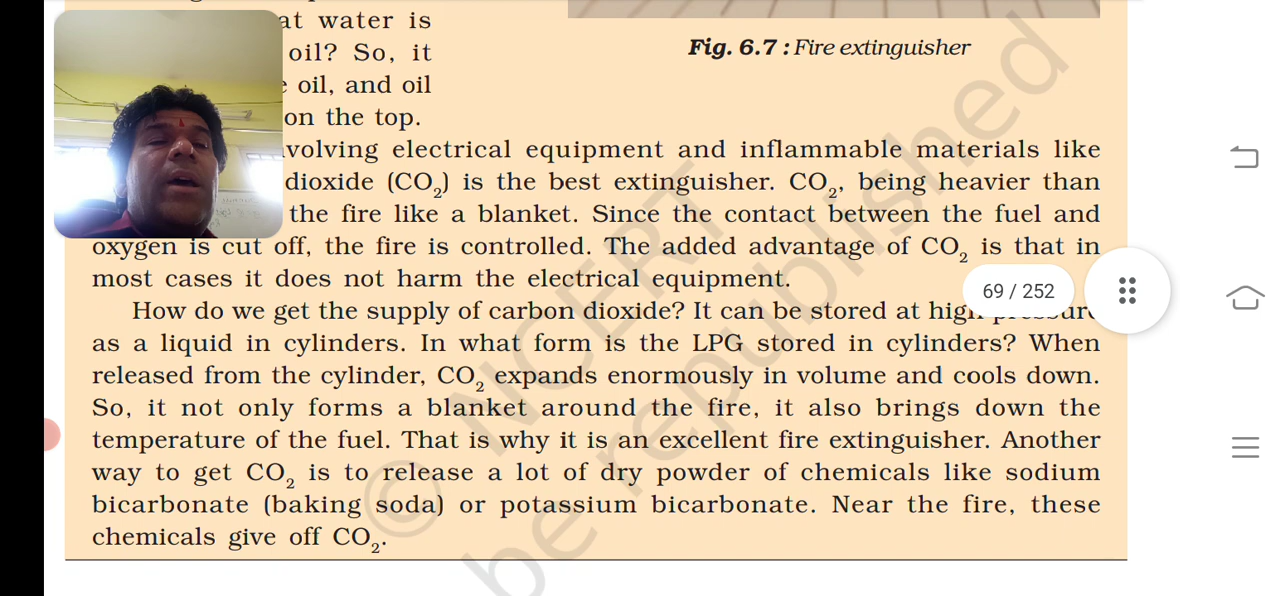 at water is
Fig. 6.7 : Fire extinguisher
oil? So, it
oil, and oil
on the top.
volving electrical equipment and inflammable materials like
dioxide (CO₂) is the best extinguisher. CO₂, being heavier than
the fire like a blanket. Since the contact between the fuel and
oxygen is cut off, the fire is controlled. The added advantage of CO₂ is that in
most cases it does not harm the electrical equipment.
69 / 252
How do we get the supply of carbon dioxide? It can be stored at high pressure
as a liquid in cylinders. In what form is the LPG stored in cylinders? When
released from the cylinder, CO₂ expands enormously in volume and cools down.
So, it not only forms a blanket around the fire, it also brings down the
temperature of the fuel. That is why it is an excellent fire extinguisher. Another
way to get CO₂ is to release a lot of dry powder of chemicals like sodium
bicarbonate (baking soda) or potassium bicarbonate. Near the fire, these
chemicals give off CO₂.
© NCERT
be republished